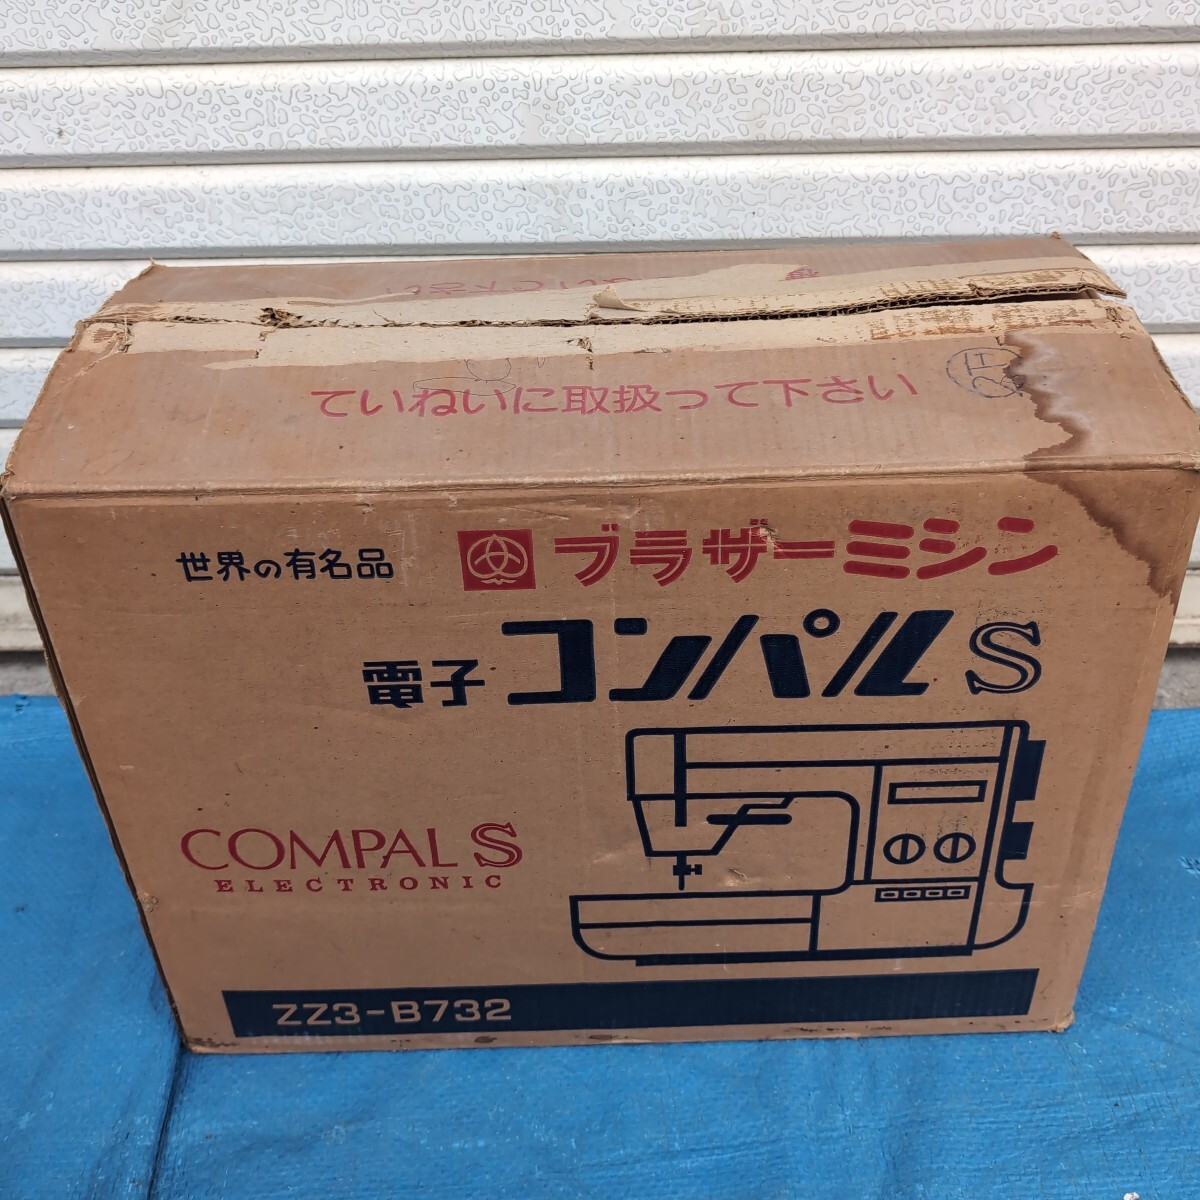 ていねいに取扱って下さい
世界の有名品
ブラザーミシン
電子 コンパルS
COMPAL S
ELECTRONIC
ZZ3-B732